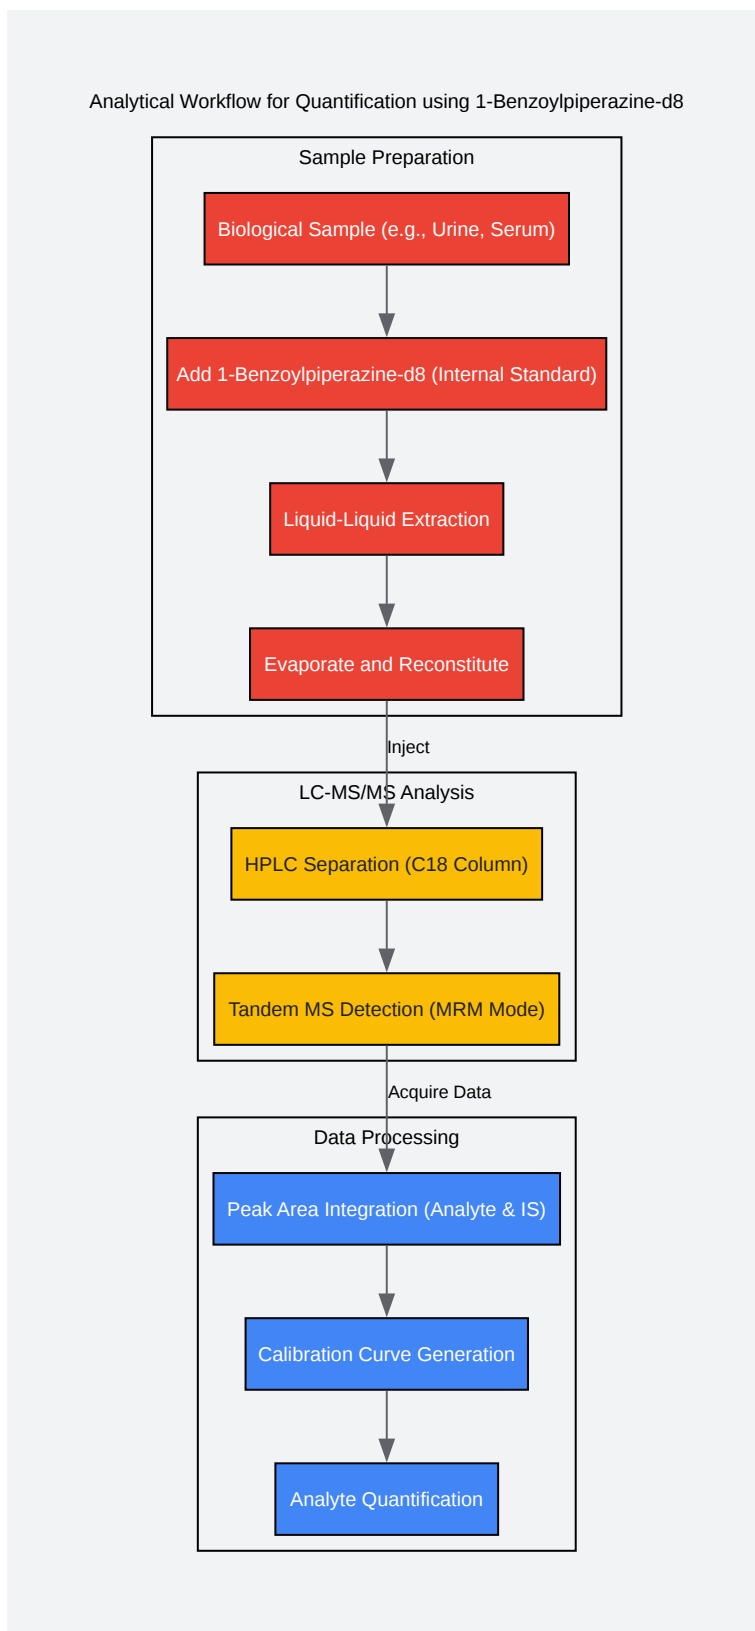 Analytical Workflow for Quantification using 1-Benzoylpiperazine-d8
Sample Preparation
Biological Sample (e.g., Urine, Serum)
Add 1-Benzoylpiperazine-d8 (Internal Standard)
Liquid-Liquid Extraction
Evaporate and Reconstitute
Inject
LC-MS/MS Analysis
HPLC Separation (C18 Column)
Tandem MS Detection (MRM Mode)
Acquire Data
Data Processing
Peak Area Integration (Analyte & IS)
Calibration Curve Generation
Analyte Quantification